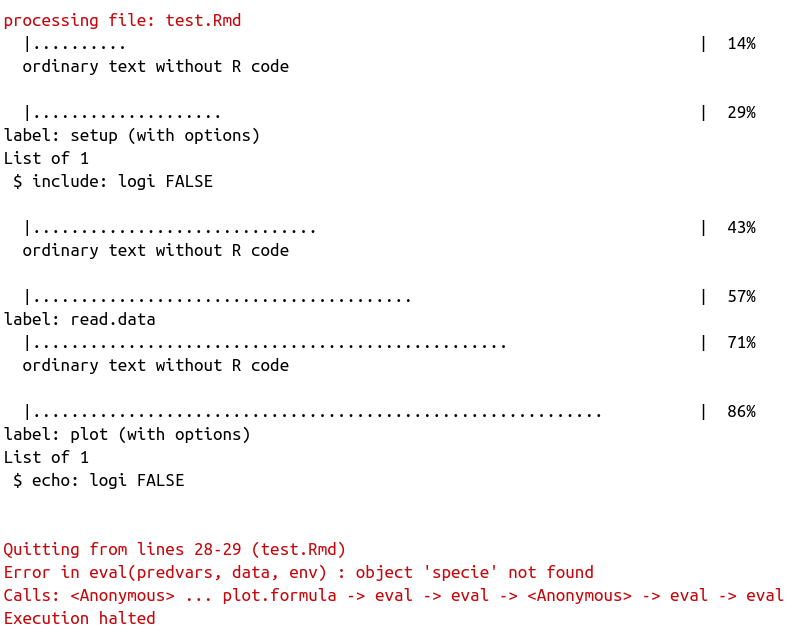 processing file: test.Rmd
|.......... | 14%
ordinary text without R code
|.................... | 29%
label: setup (with options)
List of 1
$ include: logi FALSE
|.............................. | 43%
ordinary text without R code
|........................................ | 57%
label: read.data
|.................................................. | 71%
ordinary text without R code
|............................................................ | 86%
label: plot (with options)
List of 1
$ echo: logi FALSE
Quitting from lines 28-29 (test.Rmd)
Error in eval(predvars, data, env) : object 'specie' not found
Calls: <Anonymous> ... plot.formula -> eval -> eval -> <Anonymous> -> eval -> eval
Execution halted